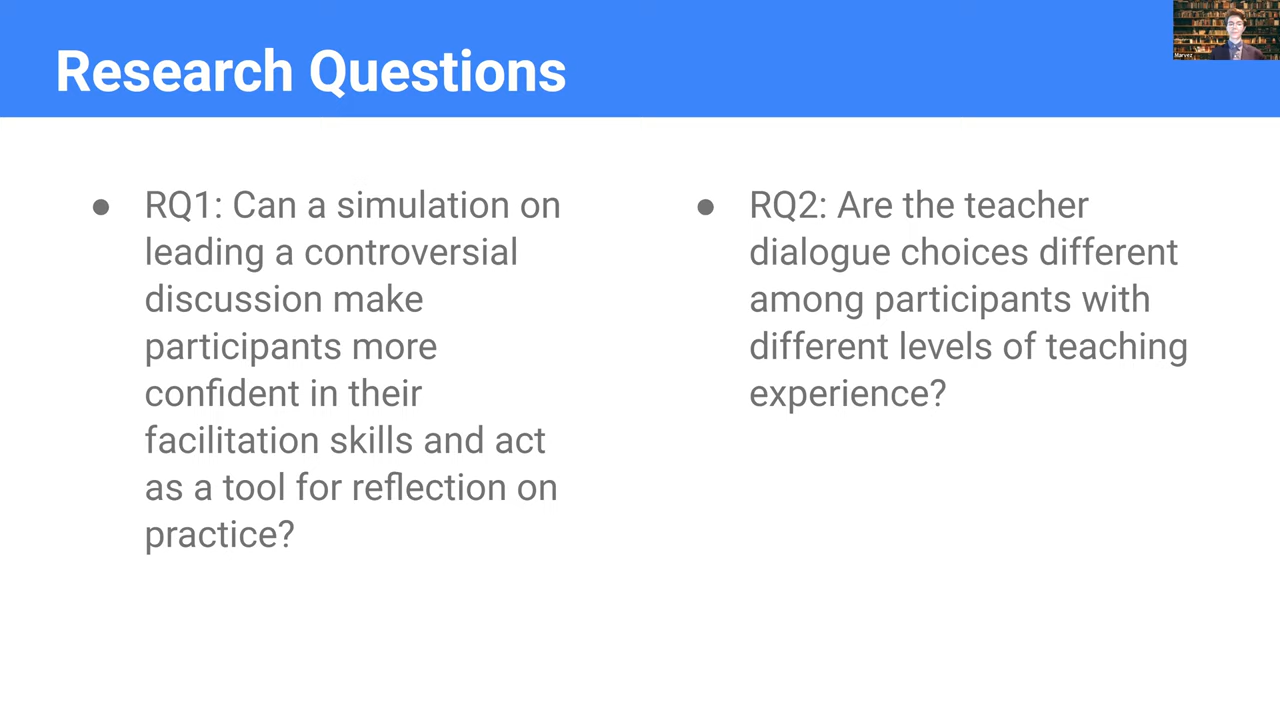 Research Questions
Marvez
● RQ1: Can a simulation on
leading a controversial
discussion make
participants more
confident in their
facilitation skills and act
as a tool for reflection on
practice?
● RQ2: Are the teacher
dialogue choices different
among participants with
different levels of teaching
experience?